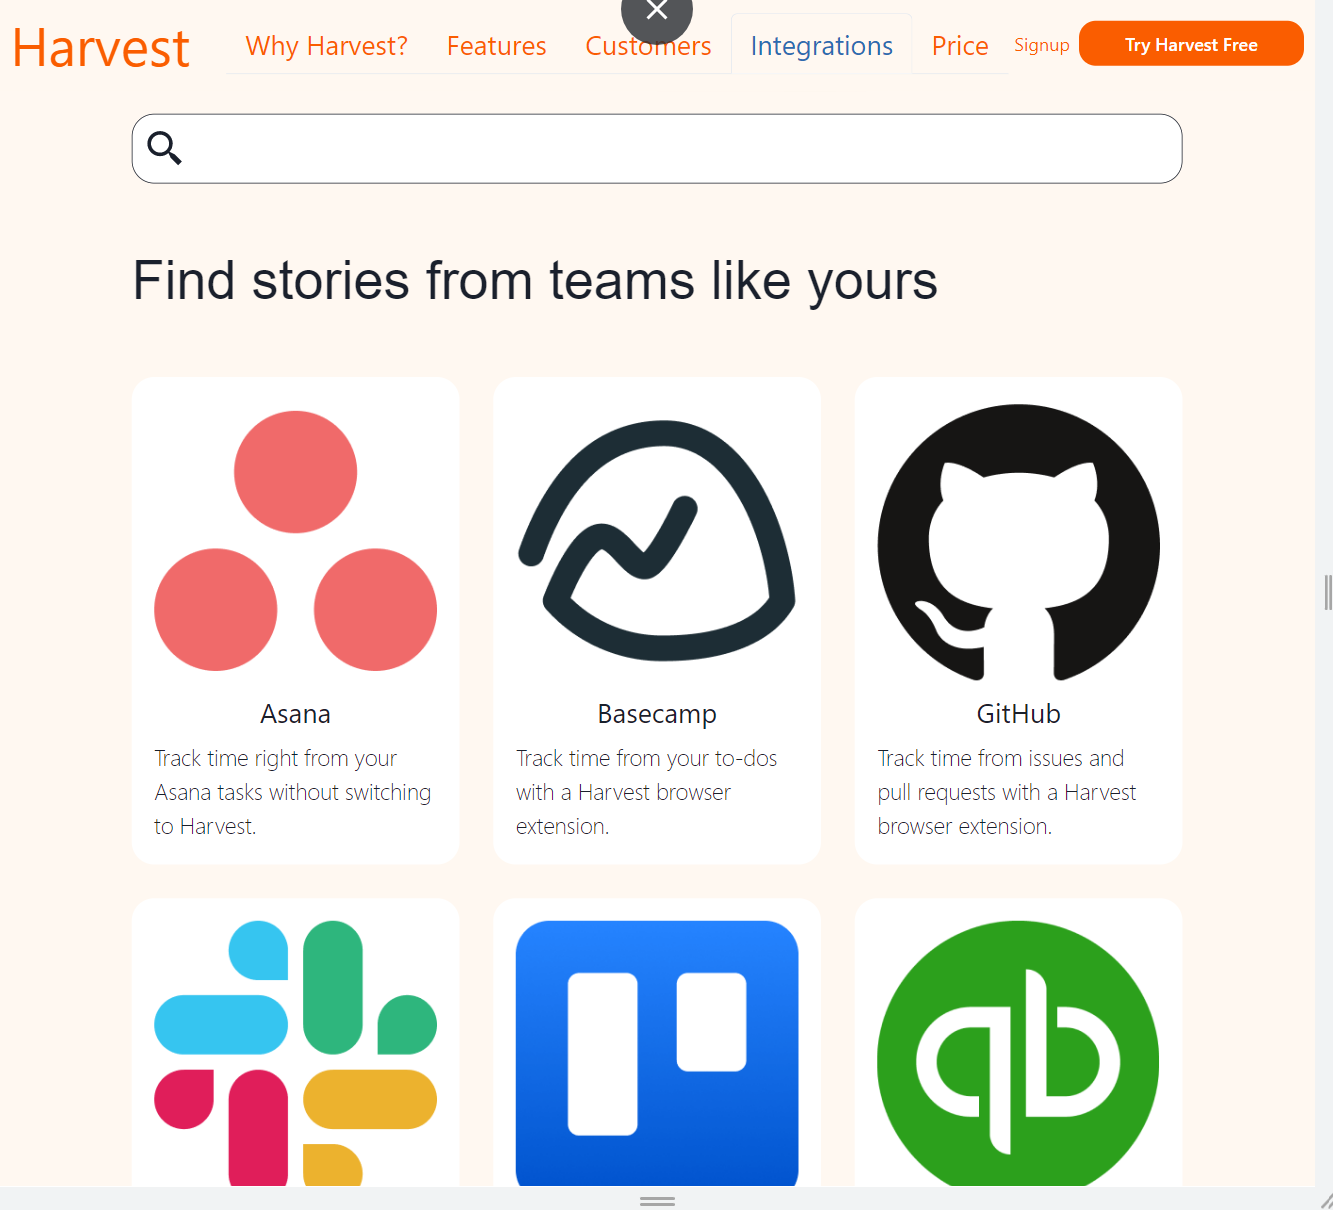 Harvest Why Harvest? Features Customers Integrations Price Signup Try Harvest Free
Find stories from teams like yours
Asana
Track time right from your
Asana tasks without switching
to Harvest.
Basecamp
Track time from your to-dos
with a Harvest browser
extension.
GitHub
Track time from issues and
pull requests with a Harvest
browser extension.
qb